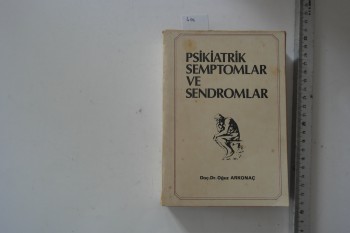 PSİKİATRİK
SEMPTOMLAR
VE
SENDROMLAR
Doç.Dr. Oğuz ARKONAÇ